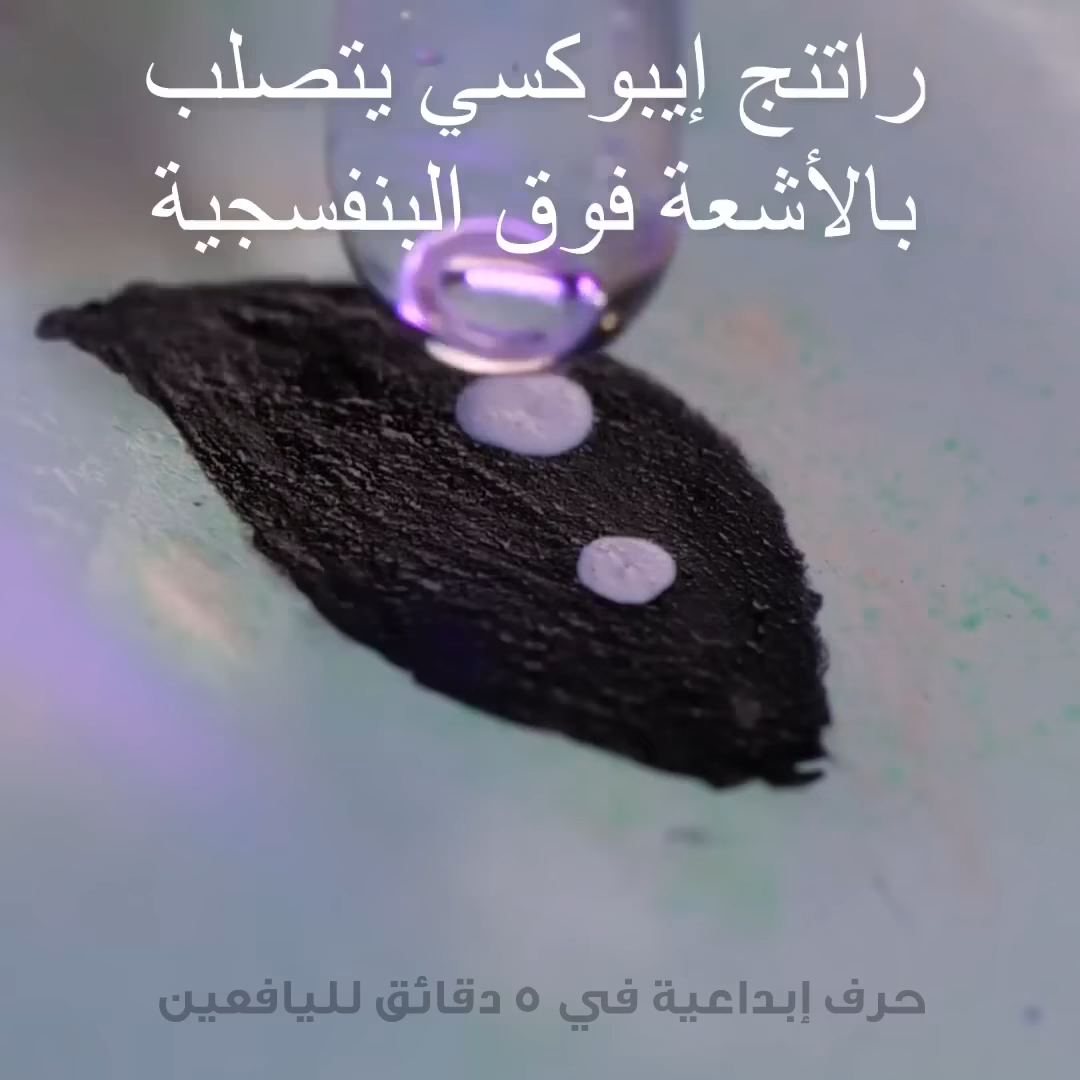 راتنج إيبوكسي يتصلب
بالأشعة فوق البنفسجية
حرف إبداعية في ٥ دقائق لليافعين